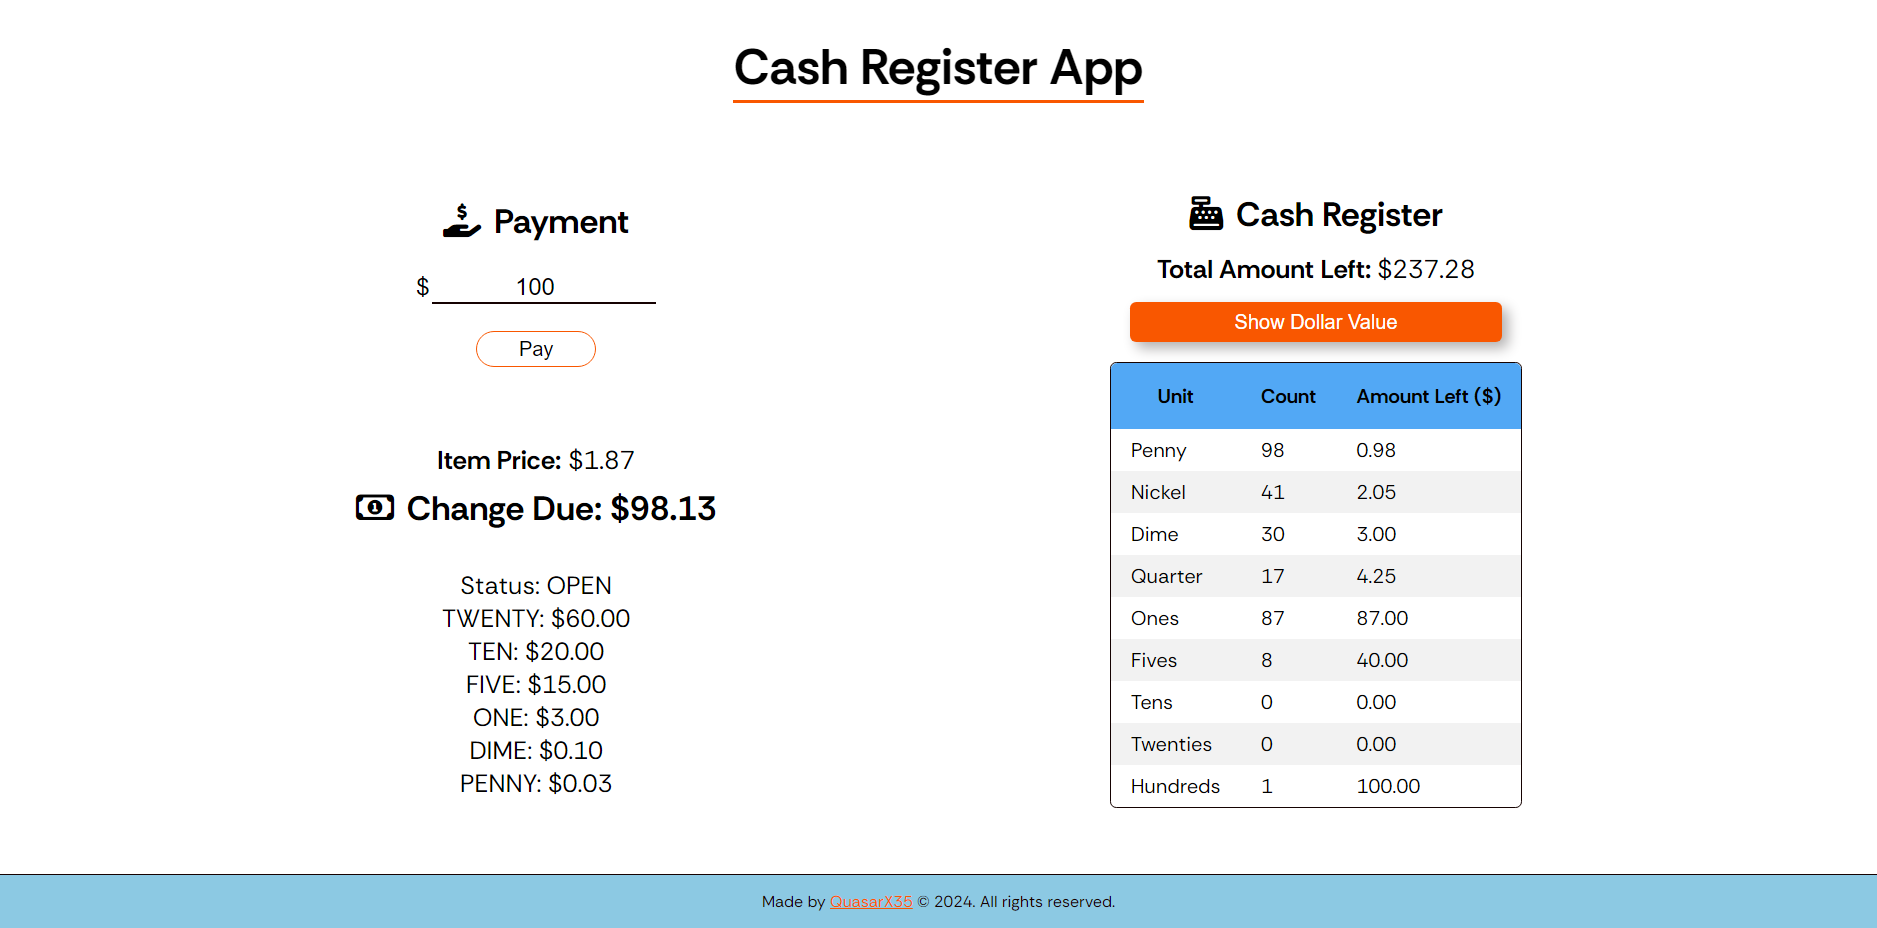 Cash Register App
Payment
$ 100
Pay
Item Price: $1.87
Change Due: $98.13
Status: OPEN
TWENTY: $60.00
TEN: $20.00
FIVE: $15.00
ONE: $3.00
DIME: $0.10
PENNY: $0.03
Cash Register
Total Amount Left: $237.28
Show Dollar Value
Unit Count Amount Left ($)
Penny 98 0.98
Nickel 41 2.05
Dime 30 3.00
Quarter 17 4.25
Ones 87 87.00
Fives 8 40.00
Tens 0 0.00
Twenties 0 0.00
Hundreds 1 100.00
Made by QuasarX35 © 2024. All rights reserved.